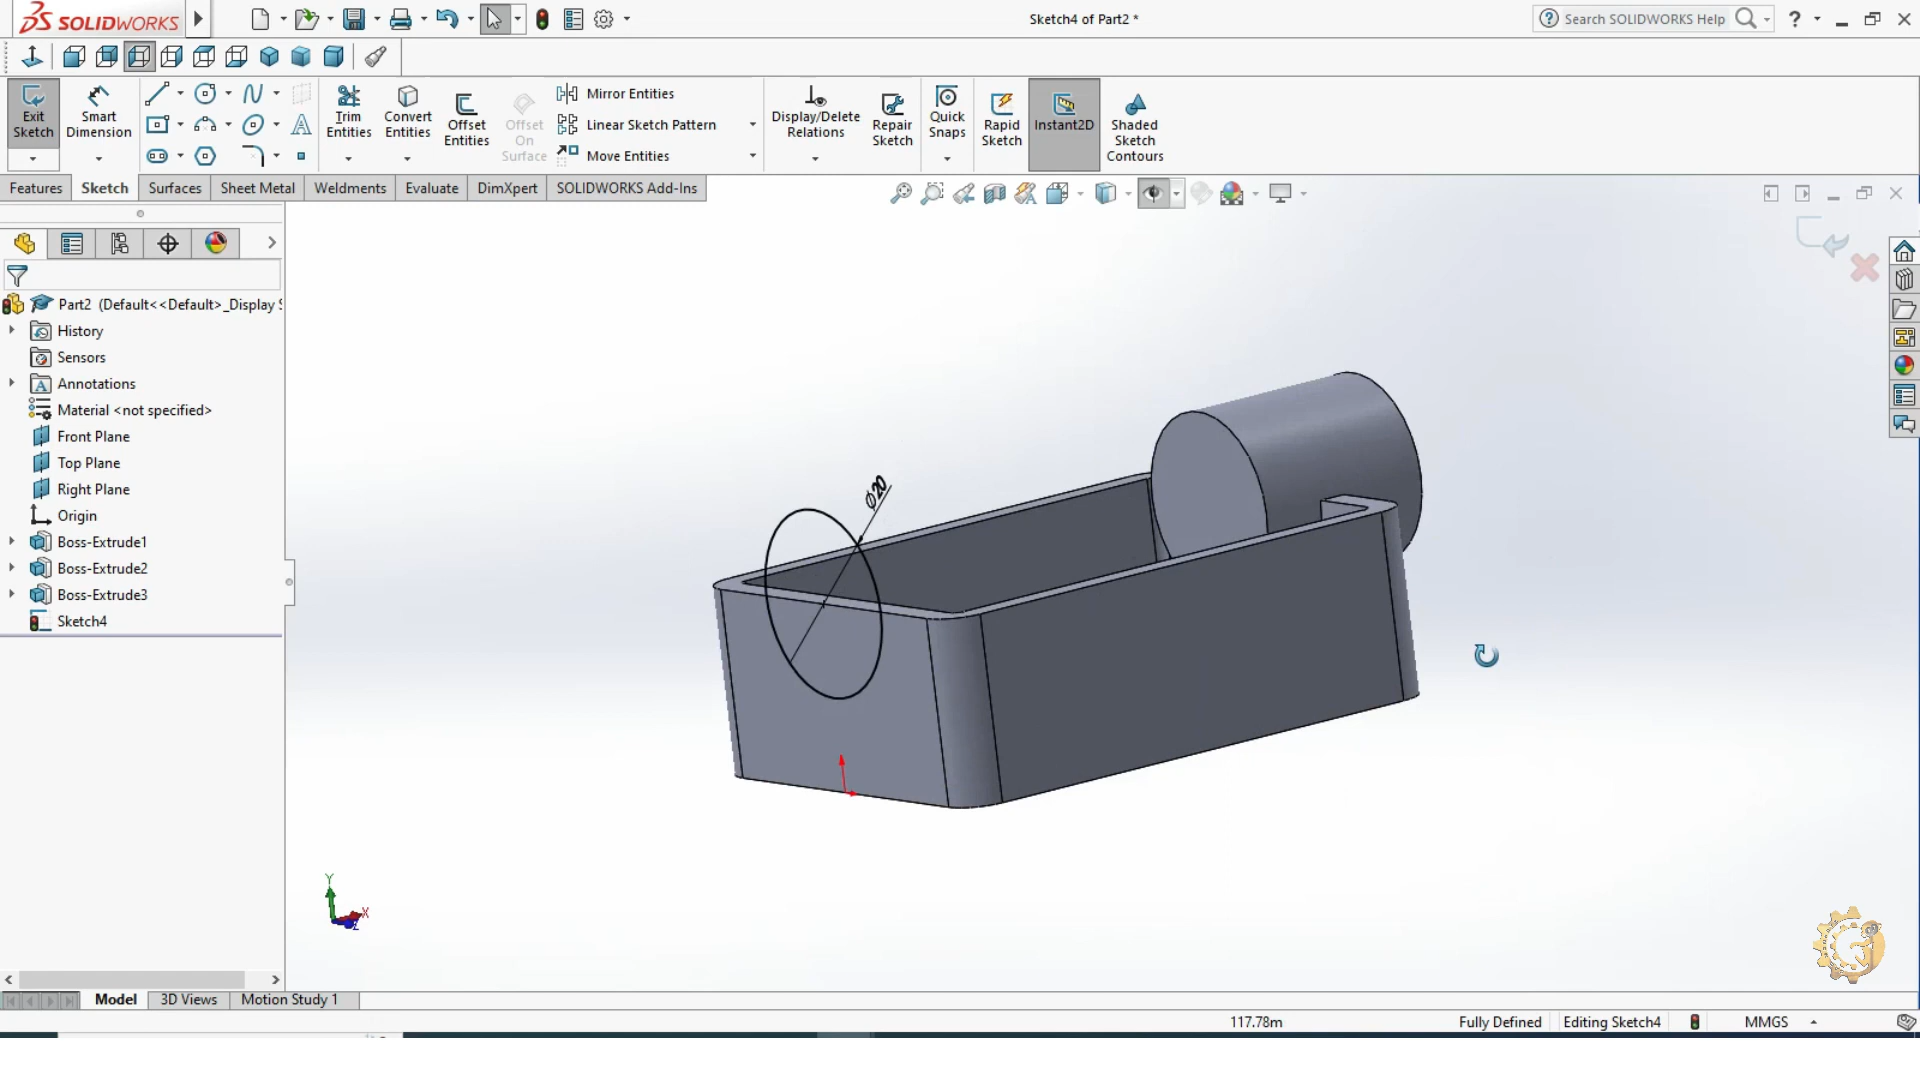 SOLIDWORKS
Sketch4 of Part2 *
Search SOLIDWORKS Help
?
Exit Sketch
Smart Dimension
Trim Entities
Convert Entities
Offset Entities
Offset On Surface
Mirror Entities
Linear Sketch Pattern
Move Entities
Display/Delete Relations
Repair Sketch
Quick Snaps
Rapid Sketch
Instant2D
Shaded Sketch Contours
Features
Sketch
Surfaces
Sheet Metal
Weldments
Evaluate
DimXpert
SOLIDWORKS Add-Ins
Part2 (Default<<Default>_Display S
History
Sensors
Annotations
Material <not specified>
Front Plane
Top Plane
Right Plane
Origin
Boss-Extrude1
Boss-Extrude2
Boss-Extrude3
Sketch4
Ø20
Y
X
Z
Model
3D Views
Motion Study 1
117.78m
Fully Defined
Editing Sketch4
MMGS